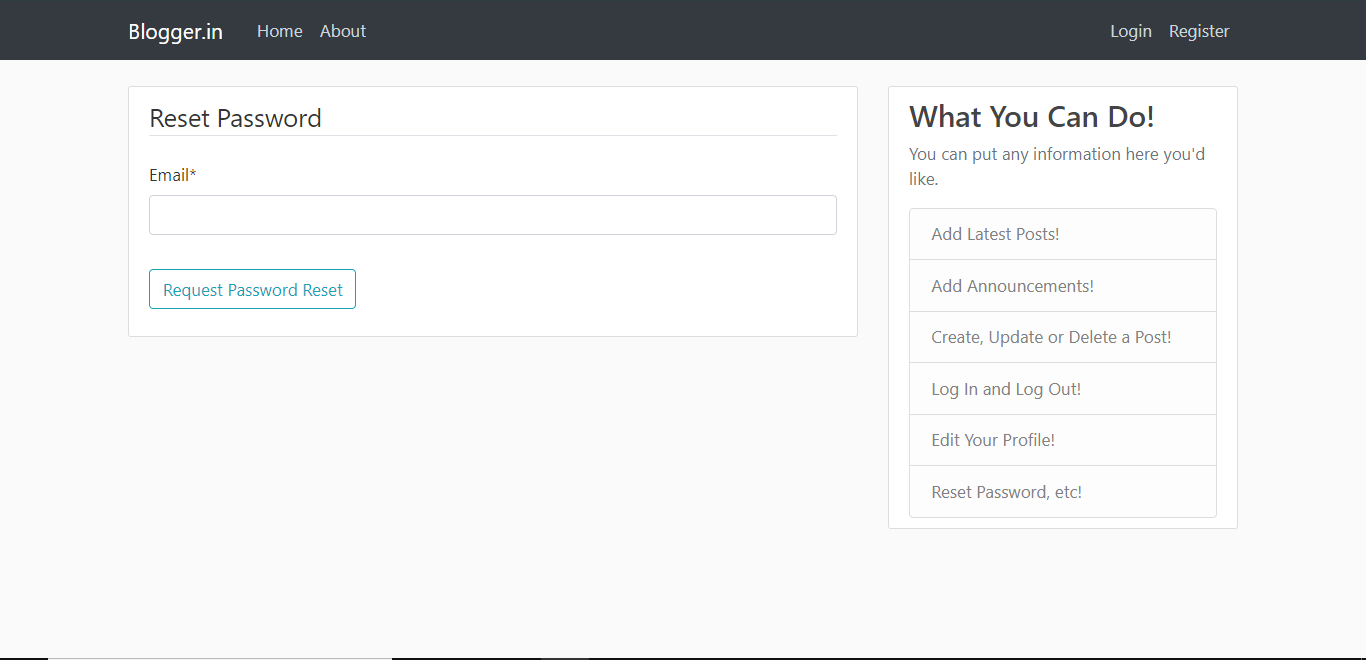 Blogger.in Home About Login Register
Reset Password
Email*
Request Password Reset
What You Can Do!
You can put any information here you'd
like.
Add Latest Posts!
Add Announcements!
Create, Update or Delete a Post!
Log In and Log Out!
Edit Your Profile!
Reset Password, etc!